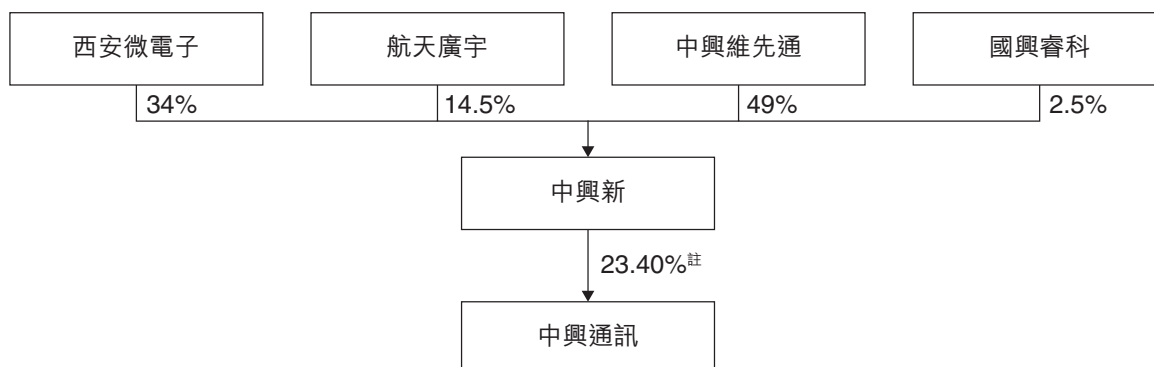 西安微電子
航天廣宇
中興維先通
國興睿科
34%
14.5%
49%
2.5%
中興新
23.40%註
中興通訊